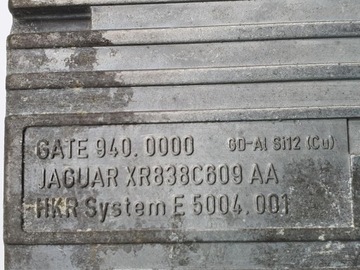 GATE 940.0000 GD-Al Si12 (Cu)
JAGUAR XR838C609 AA
HKR System E 5004.001